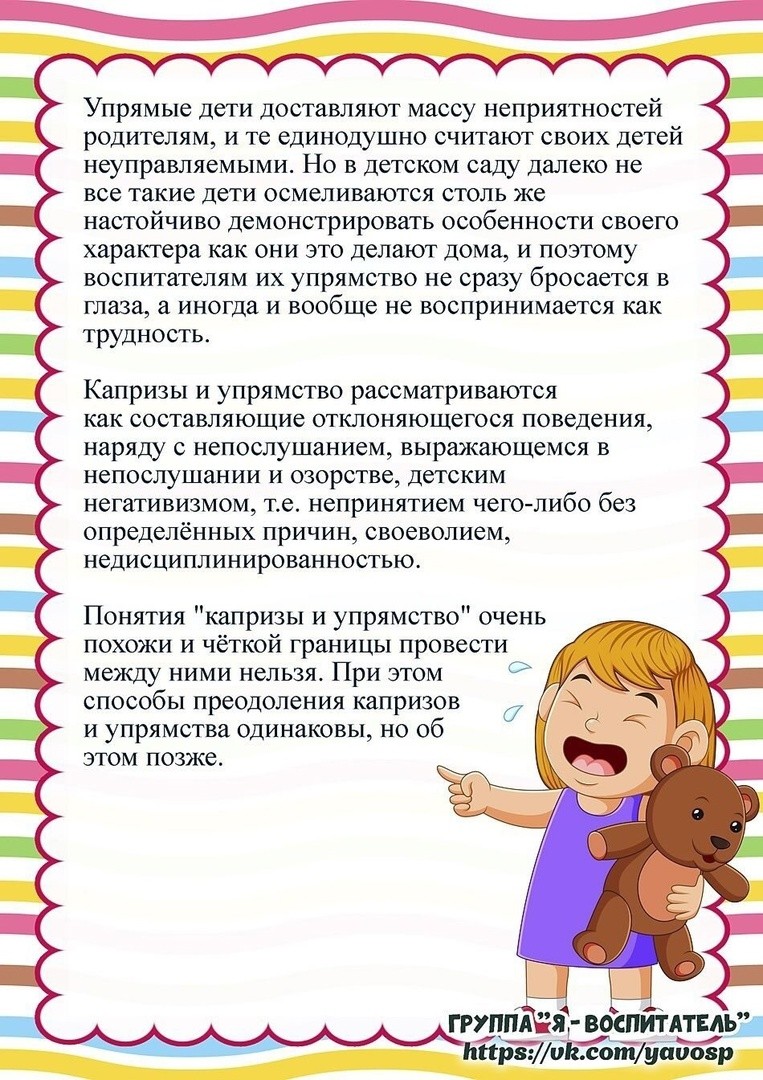 Упрямые дети доставляют массу неприятностей
родителям, и те единодушно считают своих детей
неуправляемыми. Но в детском саду далеко не
все такие дети осмеливаются столь же
настойчиво демонстрировать особенности своего
характера как они это делают дома, и поэтому
воспитателям их упрямство не сразу бросается в
глаза, а иногда и вообще не воспринимается как
трудность.

Капризы и упрямство рассматриваются
как составляющие отклоняющегося поведения,
наряду с непослушанием, выражающемся в
непослушании и озорстве, детским
негативизмом, т.е. непринятием чего-либо без
определённых причин, своеволием,
недисциплинированностью.

Понятия "капризы и упрямство" очень
похожи и чёткой границы провести
между ними нельзя. При этом
способы преодоления капризов
и упрямства одинаковы, но об
этом позже.

ГРУППА "Я - ВОСПИТАТЕЛЬ"
https://vk.com/yavosp